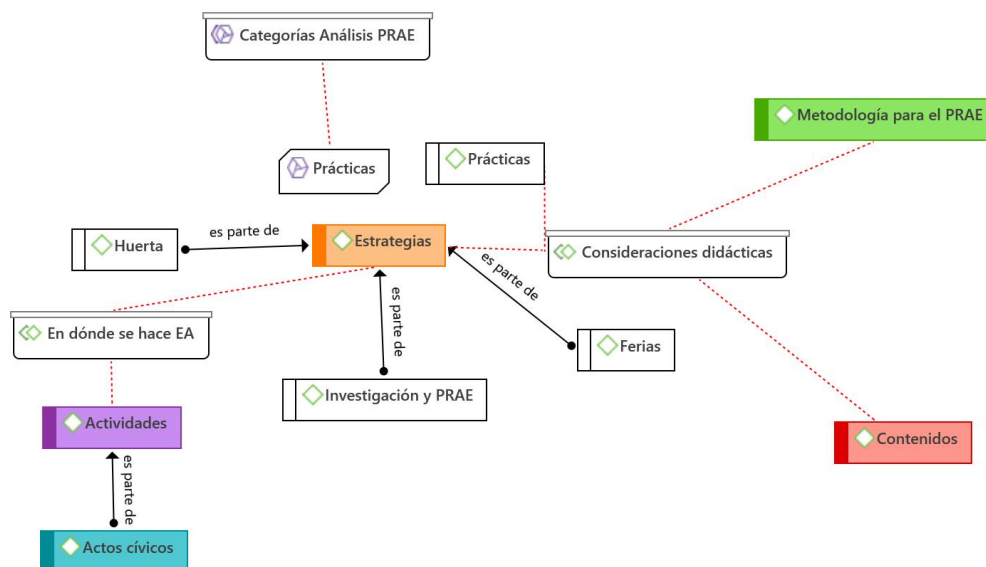 Categorías Análisis PRAE
Metodología para el PRAE
Prácticas
Prácticas
Huerta
es parte de
Estrategias
Consideraciones didácticas
es parte de
es parte de
En dónde se hace EA
Ferias
Investigación y PRAE
Actividades
Contenidos
es parte de
Actos cívicos